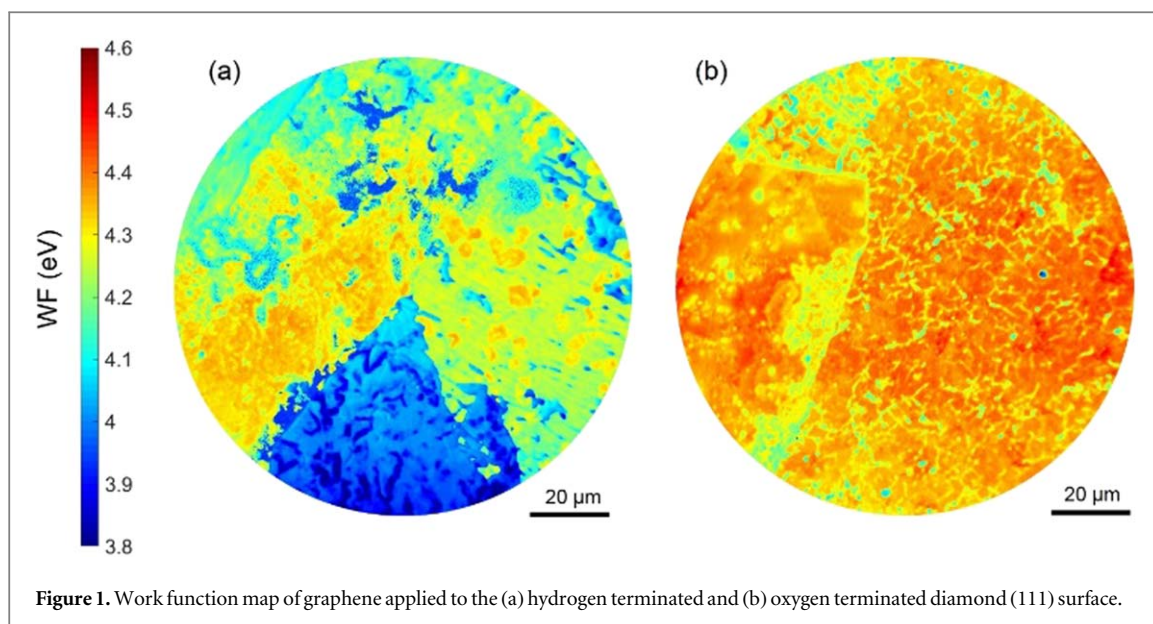 WF (eV)
4.6
4.5
4.4
4.3
4.2
4.1
4
3.9
3.8
(a)
20 µm
(b)
20 µm
Figure 1. Work function map of graphene applied to the (a) hydrogen terminated and (b) oxygen terminated diamond (111) surface.